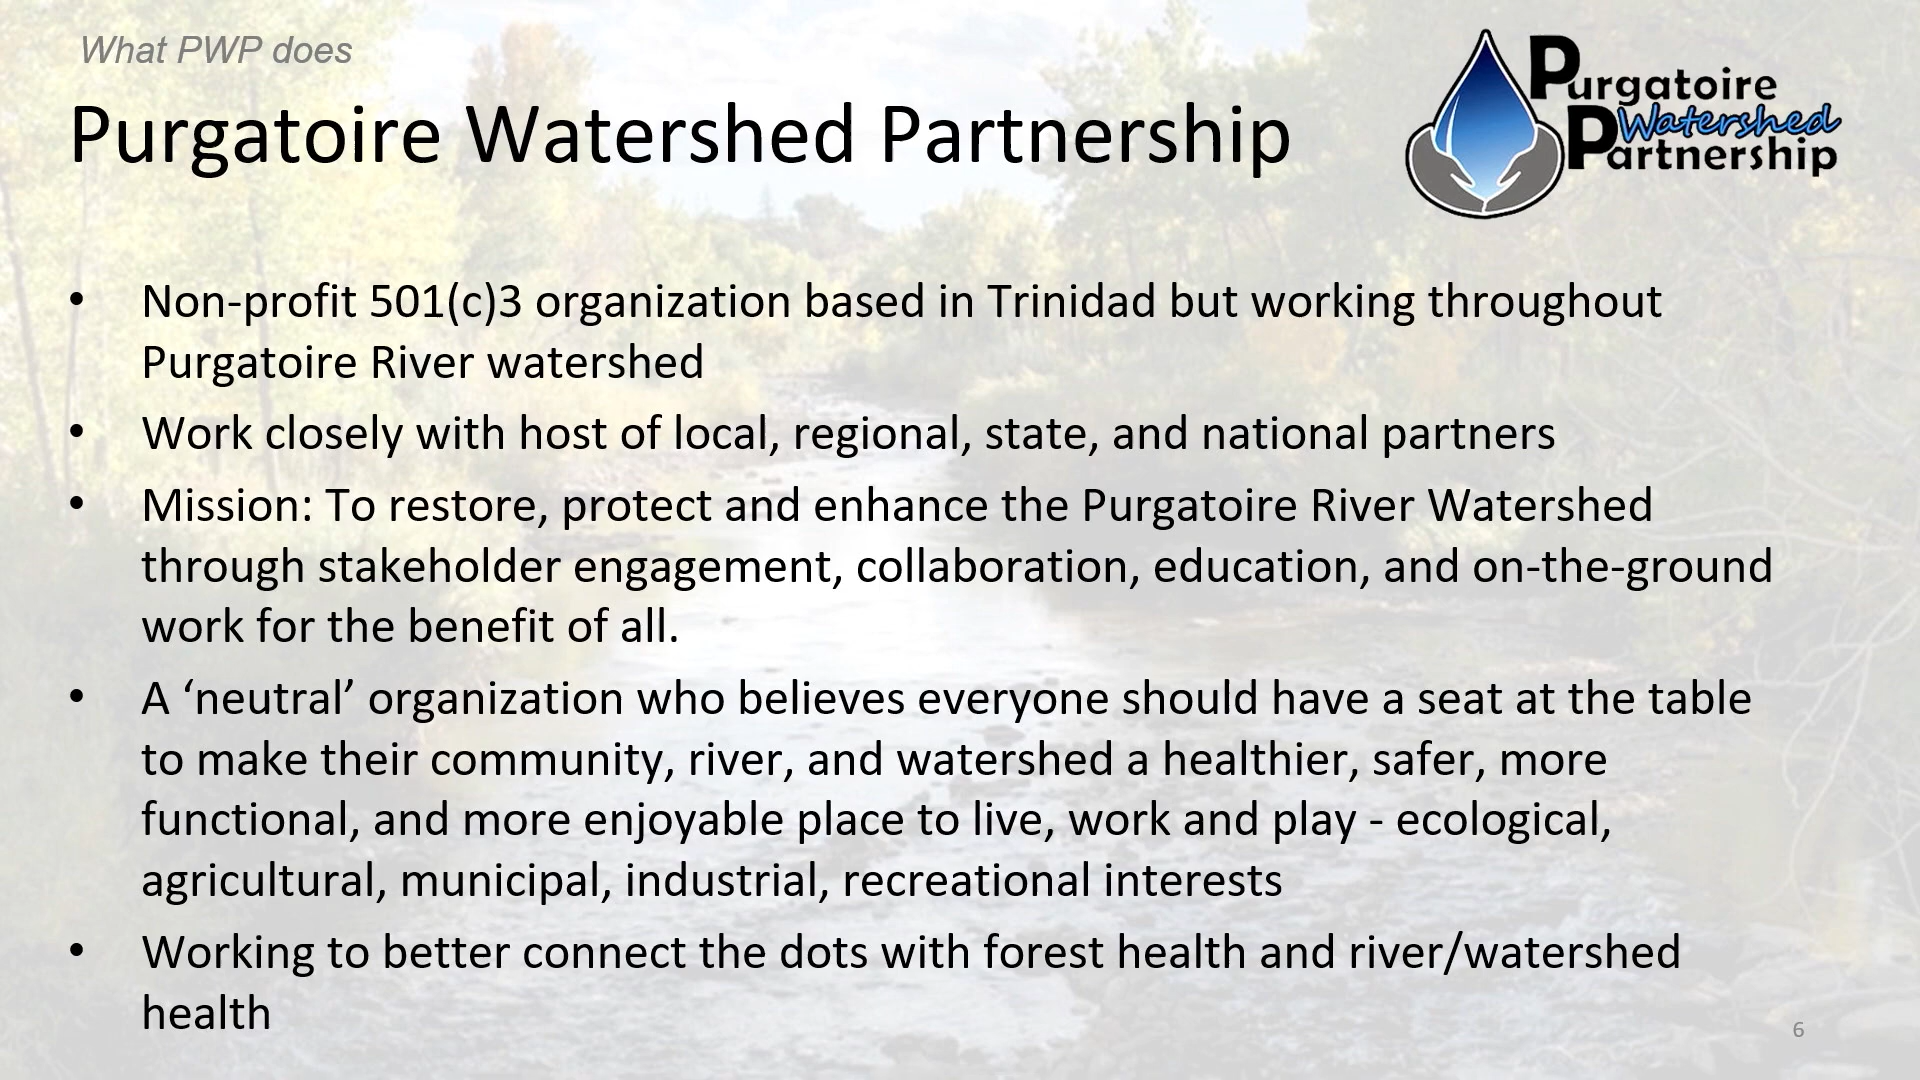 What PWP does
Purgatoire Watershed Partnership
Purgatoire
Watershed
Partnership
• Non-profit 501(c)3 organization based in Trinidad but working throughout
Purgatoire River watershed
• Work closely with host of local, regional, state, and national partners
• Mission: To restore, protect and enhance the Purgatoire River Watershed
through stakeholder engagement, collaboration, education, and on-the-ground
work for the benefit of all.
• A ‘neutral’ organization who believes everyone should have a seat at the table
to make their community, river, and watershed a healthier, safer, more
functional, and more enjoyable place to live, work and play - ecological,
agricultural, municipal, industrial, recreational interests
• Working to better connect the dots with forest health and river/watershed
health
6